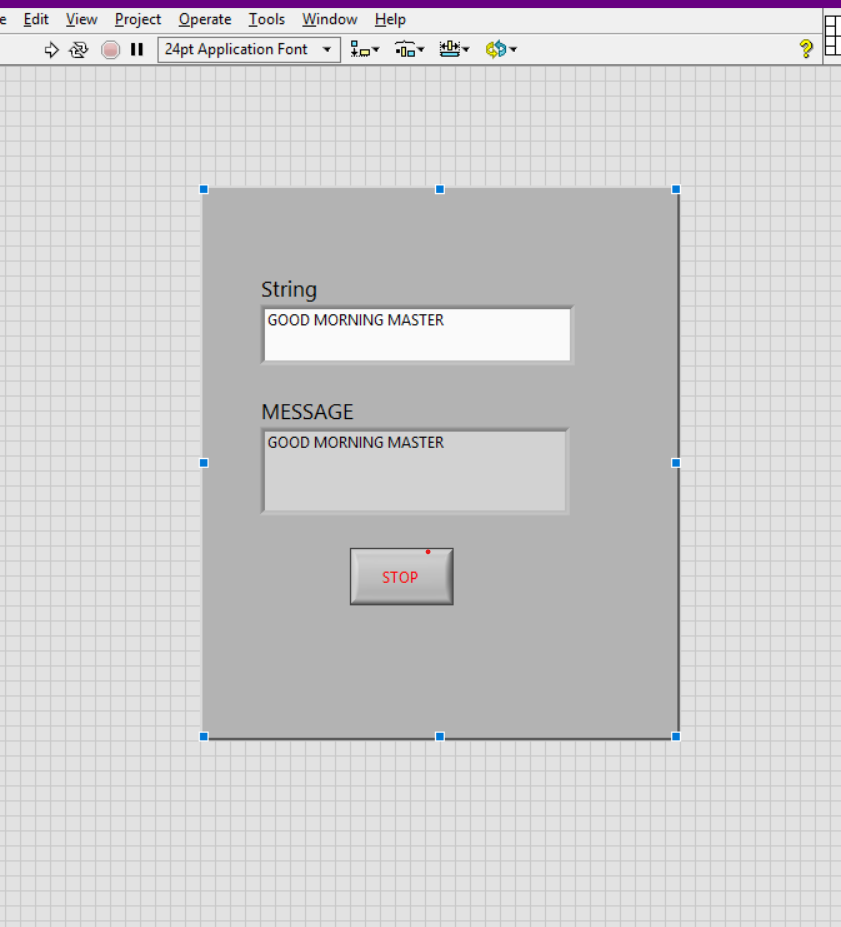 e Edit View Project Operate Tools Window Help
24pt Application Font
?
String
GOOD MORNING MASTER
MESSAGE
GOOD MORNING MASTER
STOP